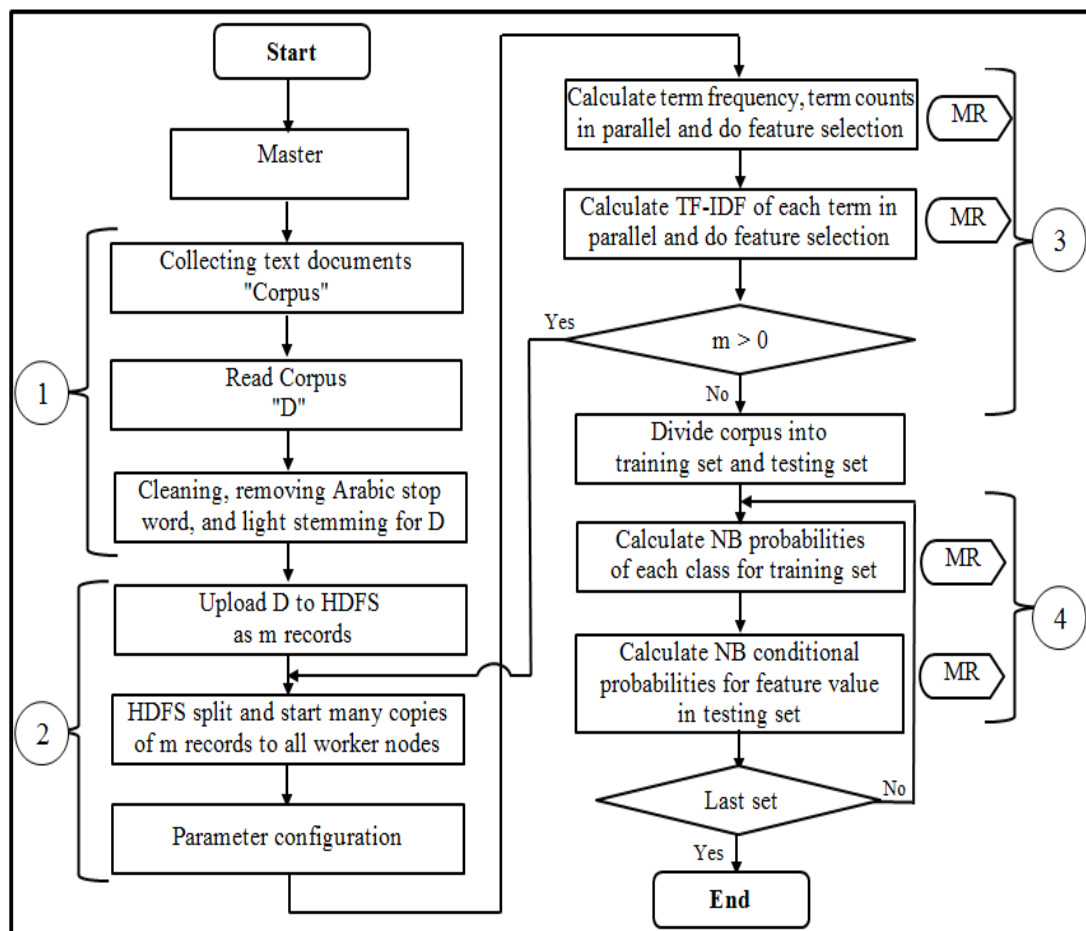 Start
Master
Collecting text documents
"Corpus"
Read Corpus
"D"
Cleaning, removing Arabic stop
word, and light stemming for D
1
Upload D to HDFS
as m records
HDFS split and start many copies
of m records to all worker nodes
Parameter configuration
2
Calculate term frequency, term counts
in parallel and do feature selection
MR
Calculate TF-IDF of each term in
parallel and do feature selection
MR
3
m > 0
Yes
No
Divide corpus into
training set and testing set
Calculate NB probabilities
of each class for training set
MR
Calculate NB conditional
probabilities for feature value
in testing set
MR
4
Last set
No
Yes
End